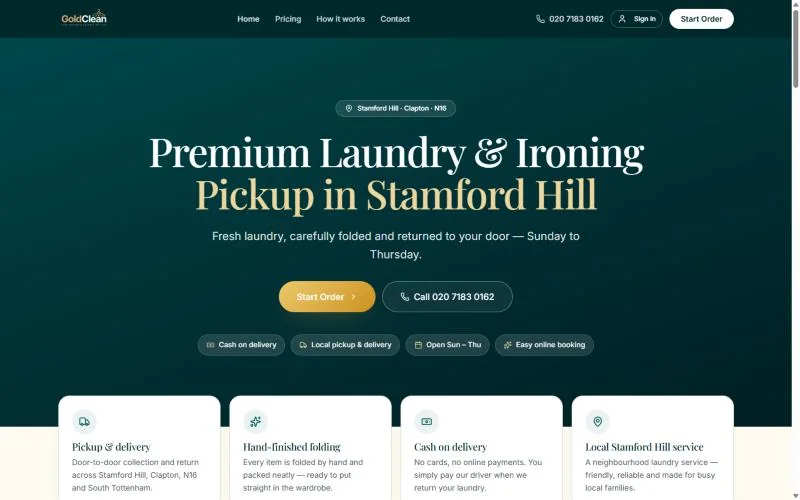 GoldClean
Home
Pricing
How it works
Contact
020 7183 0162
Sign in
Start Order
Stamford Hill · Clapton · N16
Premium Laundry & Ironing
Pickup in Stamford Hill
Fresh laundry, carefully folded and returned to your door — Sunday to
Thursday.
Start Order
Call 020 7183 0162
Cash on delivery
Local pickup & delivery
Open Sun – Thu
Easy online booking
Pickup & delivery
Door-to-door collection and return
across Stamford Hill, Clapton, N16
and South Tottenham.
Hand-finished folding
Every item is folded by hand and
packed neatly — ready to put
straight in the wardrobe.
Cash on delivery
No cards, no online payments. You
simply pay our driver when we
return your laundry.
Local Stamford Hill service
A neighbourhood laundry service —
friendly, reliable and made for busy
local families.